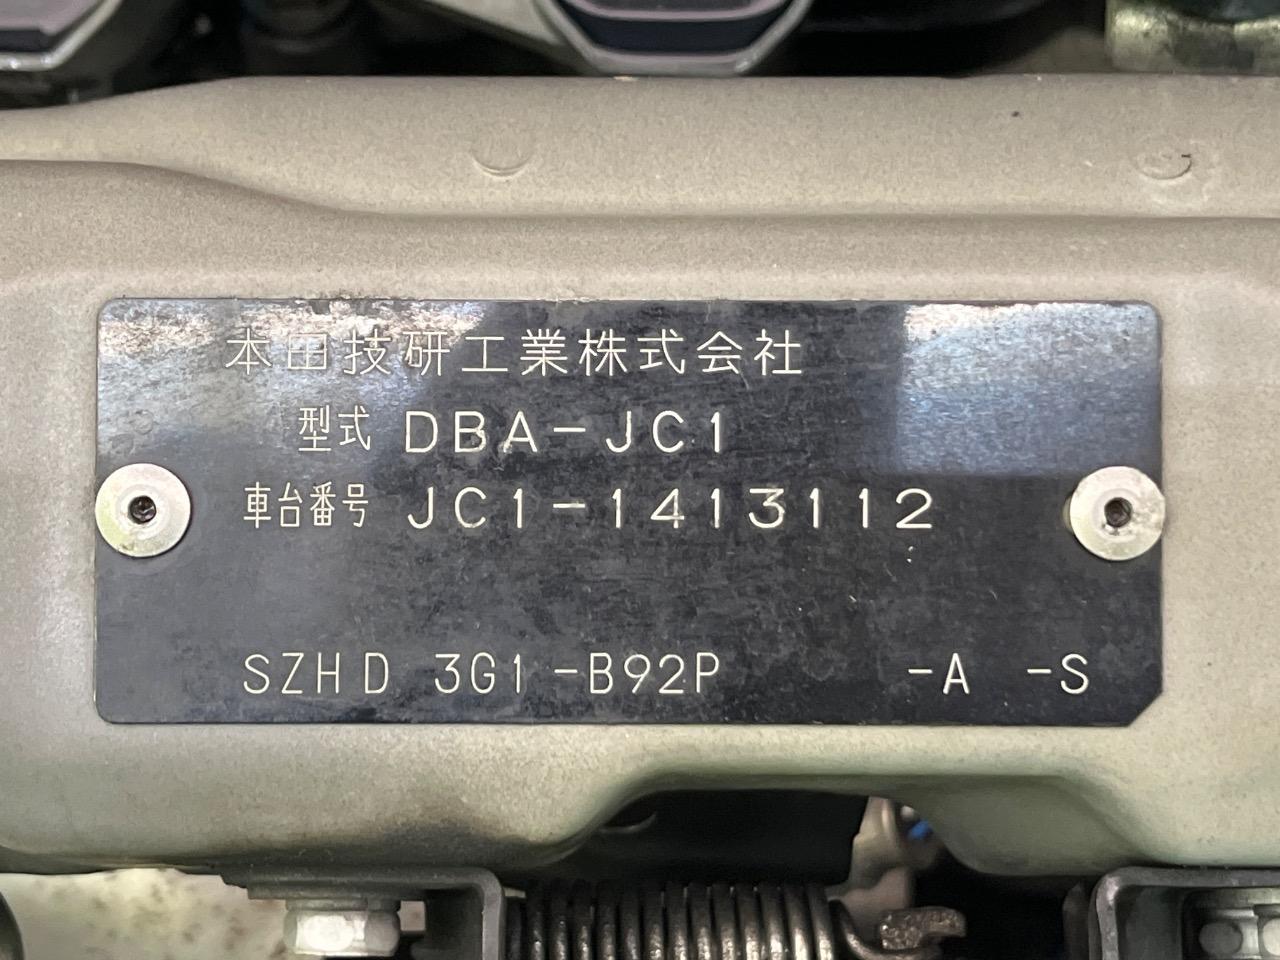 本田技研工業株式会社
型式 DBA-JC1
車台番号 JC1-1413112
SZHD 3G1-B92P -A -S